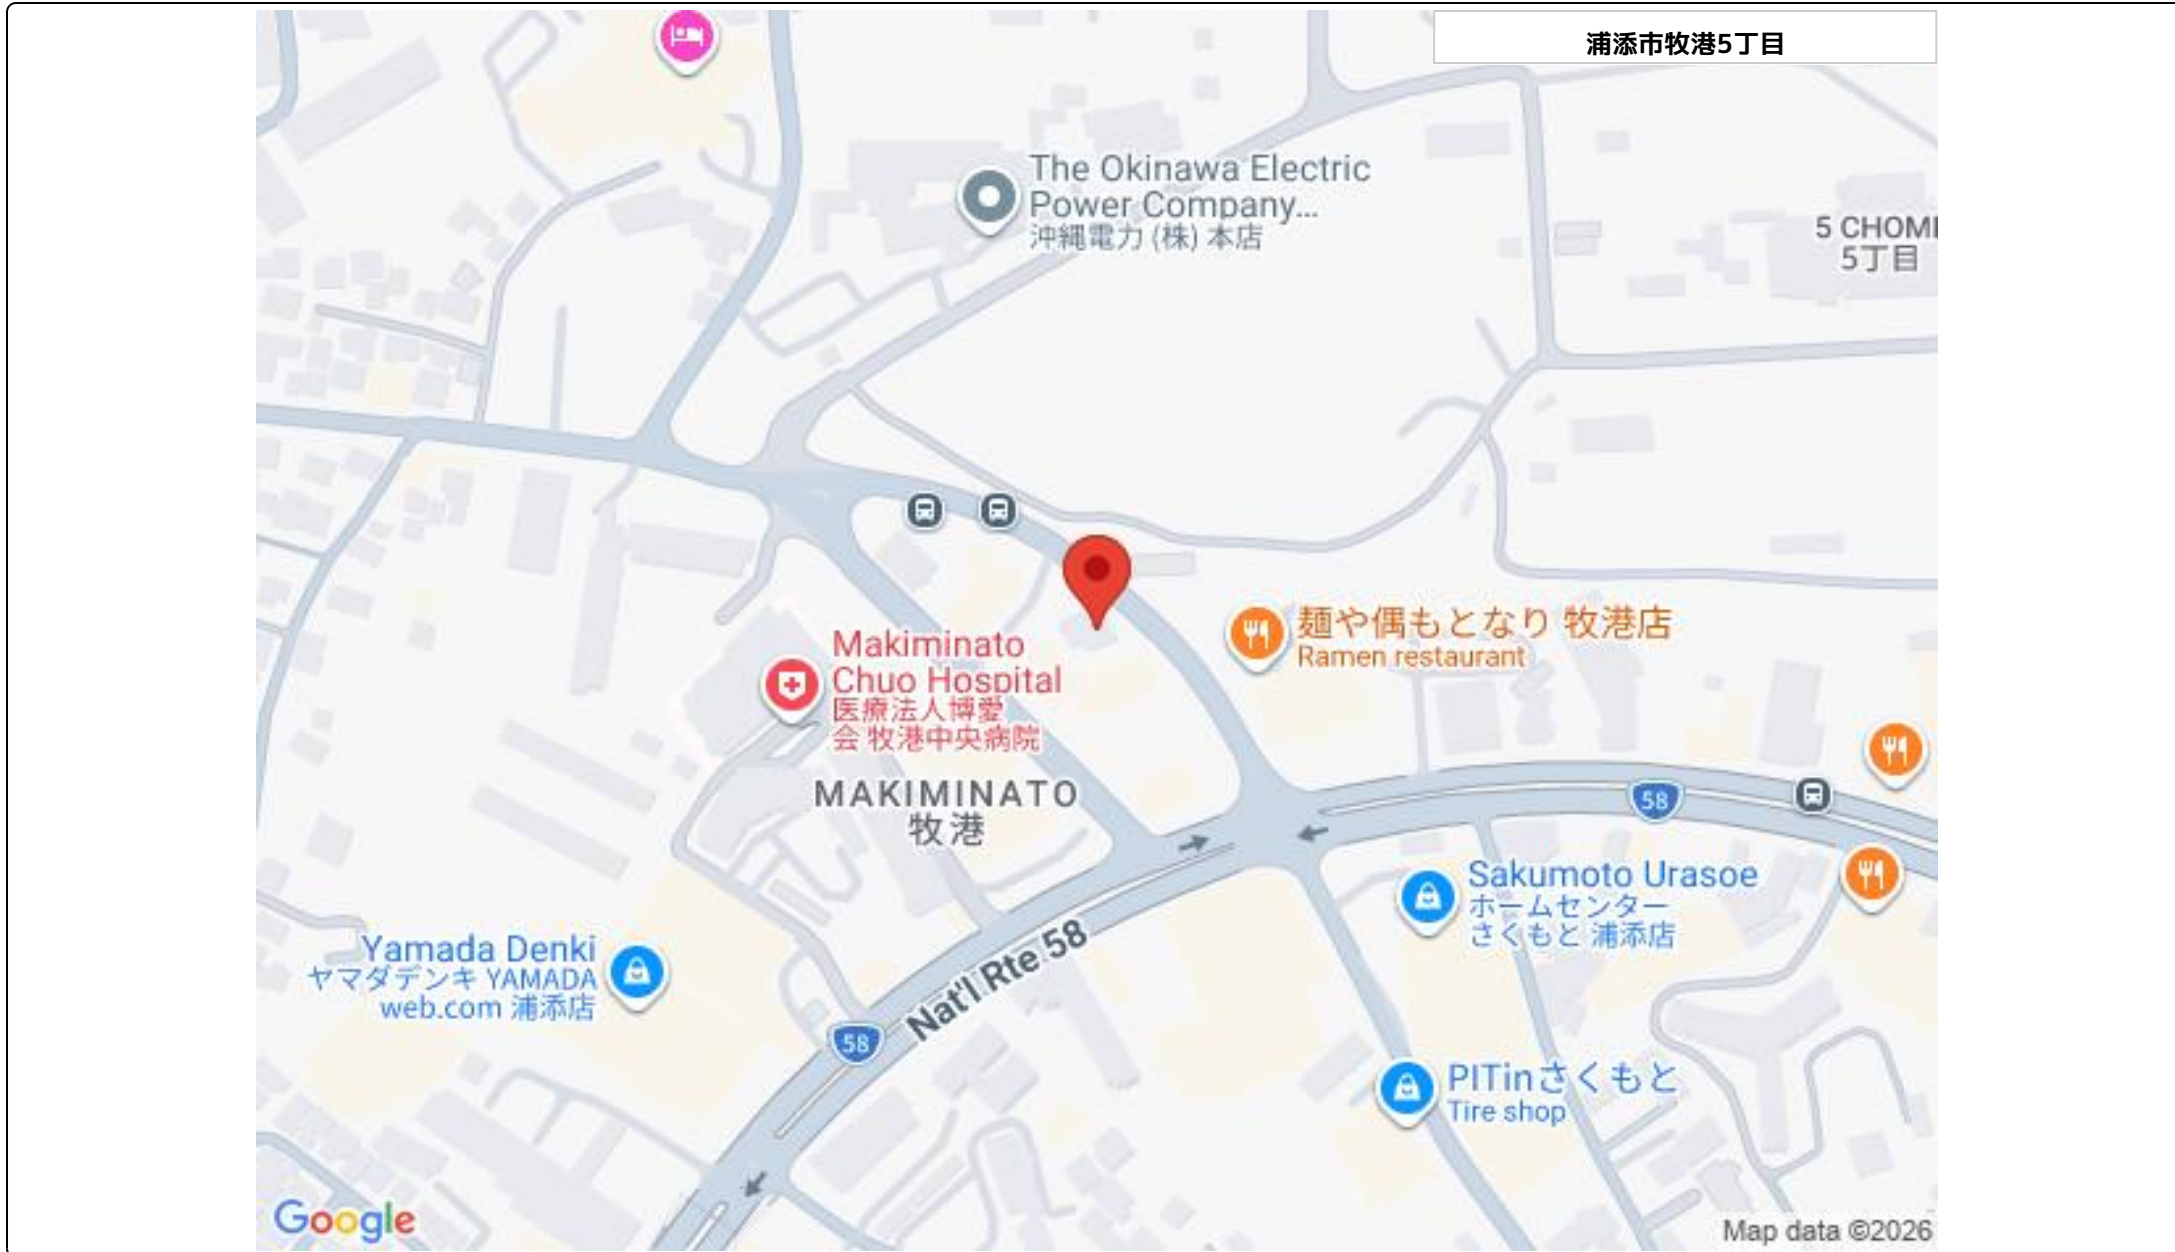 浦添市牧港5丁目
The Okinawa Electric
Power Company...
沖縄電力 (株) 本店
5 CHOM
5丁目
麺や偶もとなり 牧港店
Ramen restaurant
Makiminato
Chuo Hospital
医療法人博愛
会 牧港中央病院
MAKIMINATO
牧港
58
Sakumoto Urasoe
ホームセンター
さくもと 浦添店
Yamada Denki
ヤマダデンキ YAMADA
web.com 浦添店
Nat'l Rte 58
58
PITinさくもと
Tire shop
Google
Map data ©2026